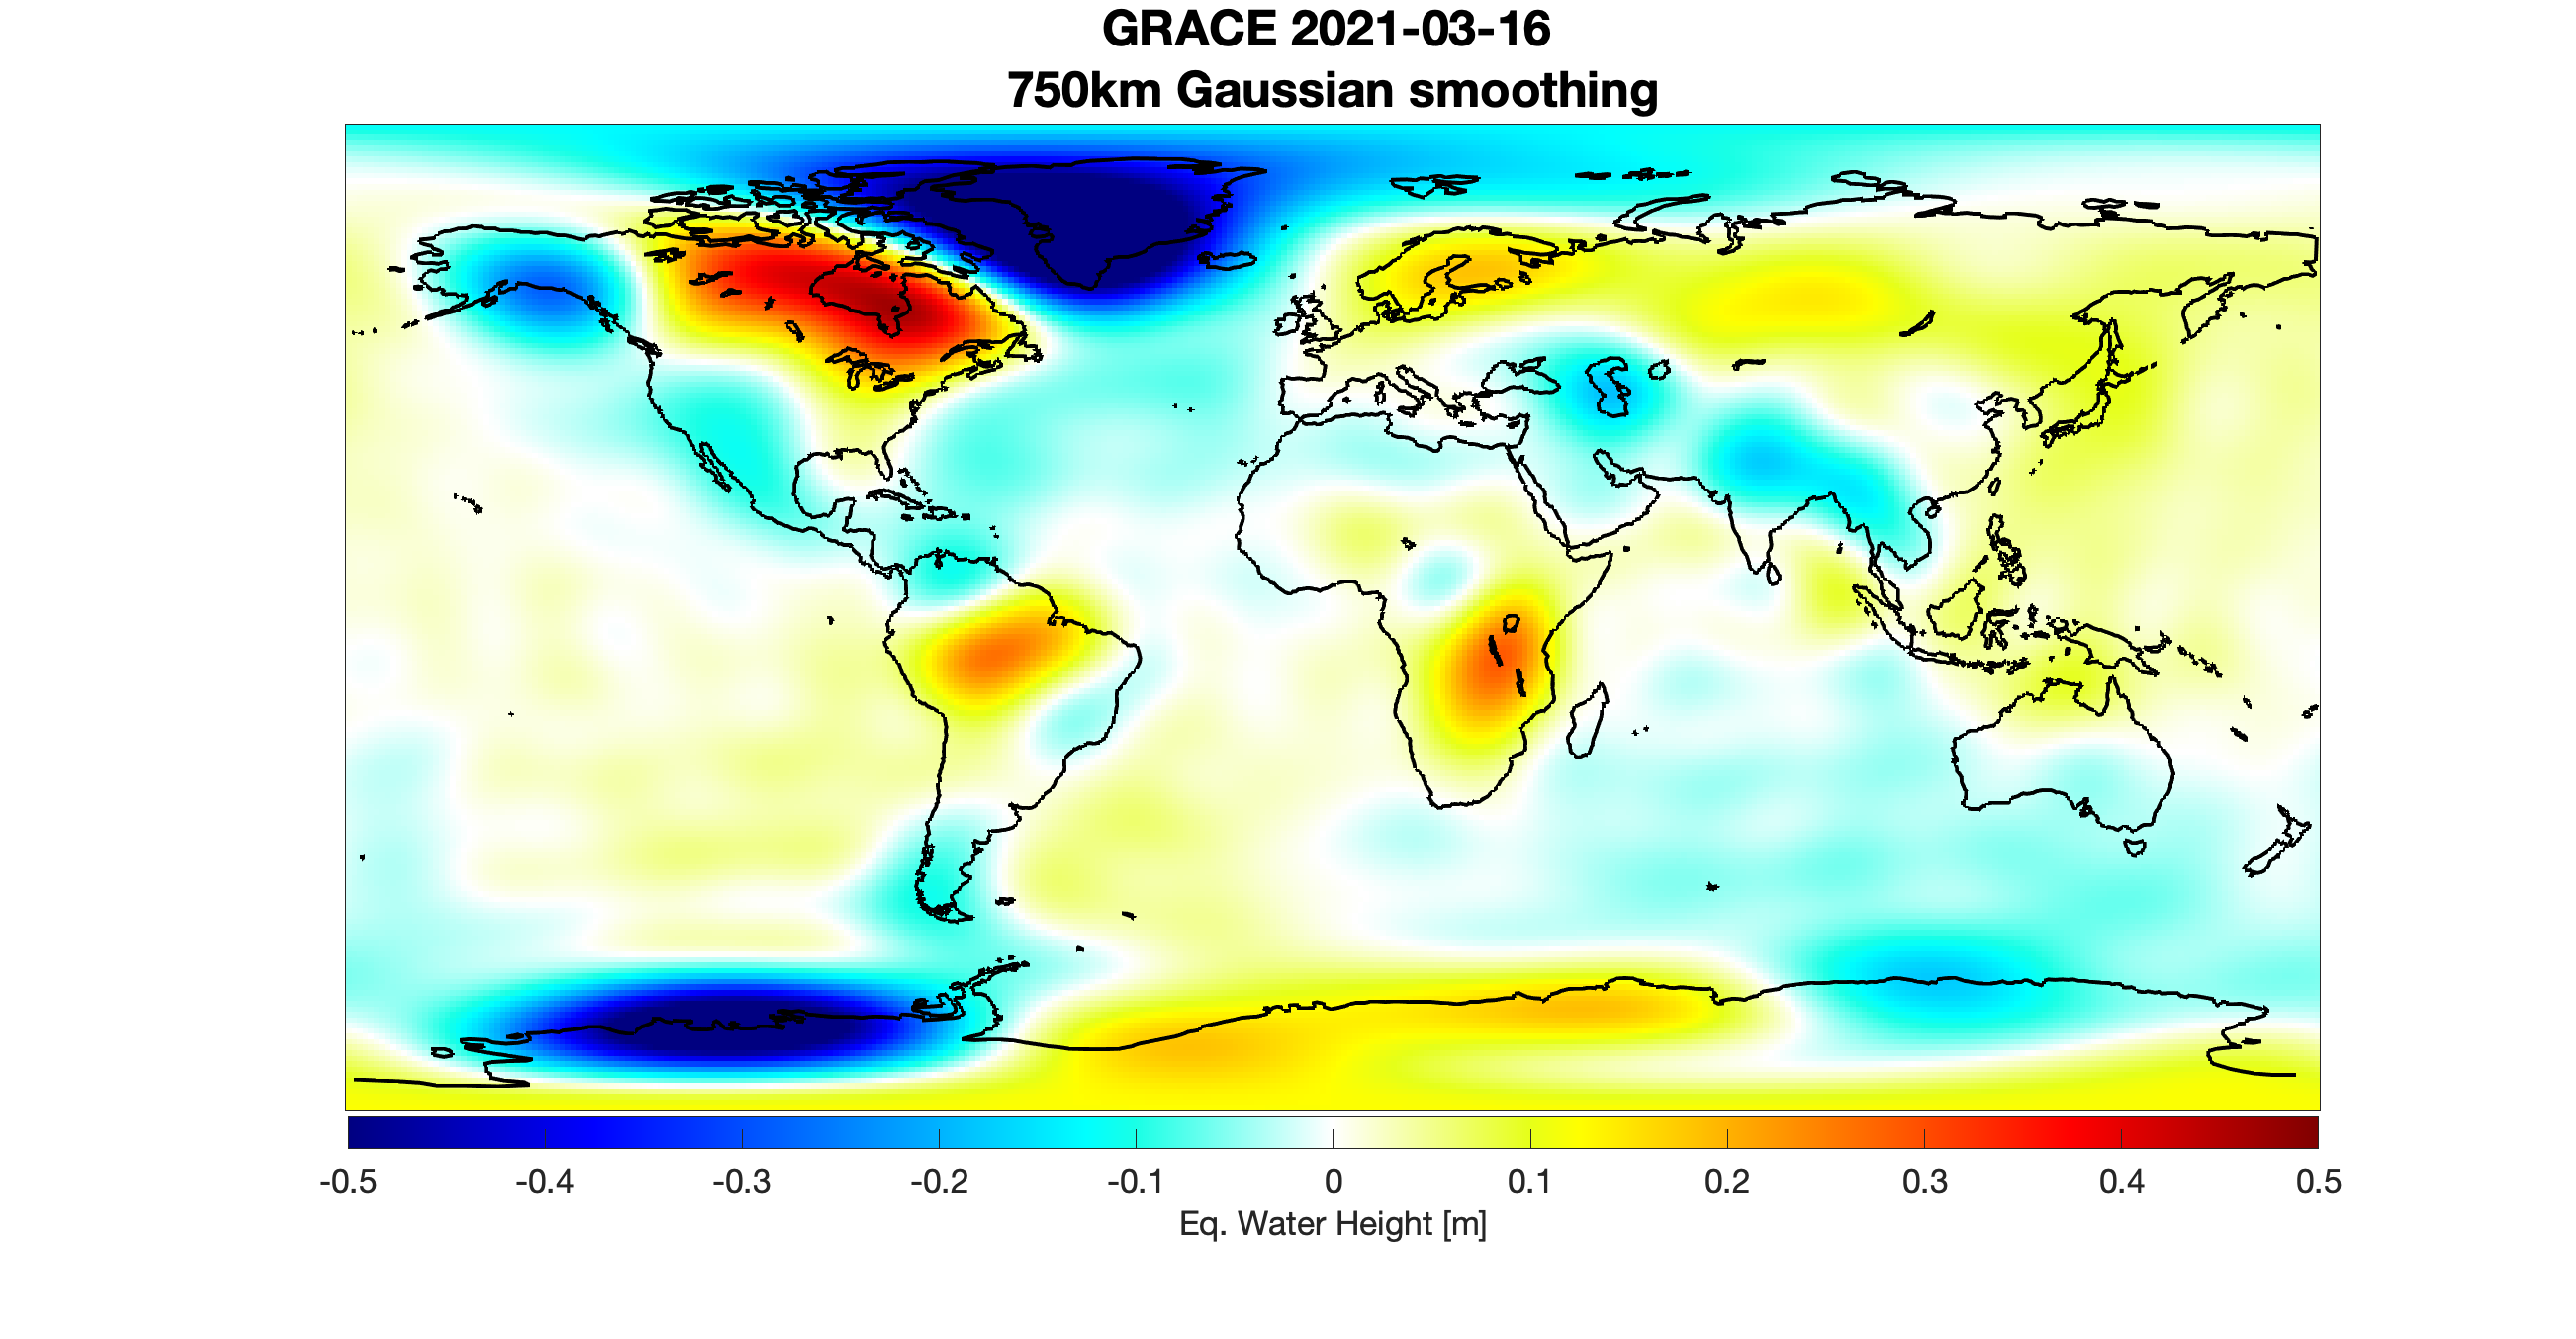 GRACE 2021-03-16
750km Gaussian smoothing
-0.5 -0.4 -0.3 -0.2 -0.1 0 0.1 0.2 0.3 0.4 0.5
Eq. Water Height [m]